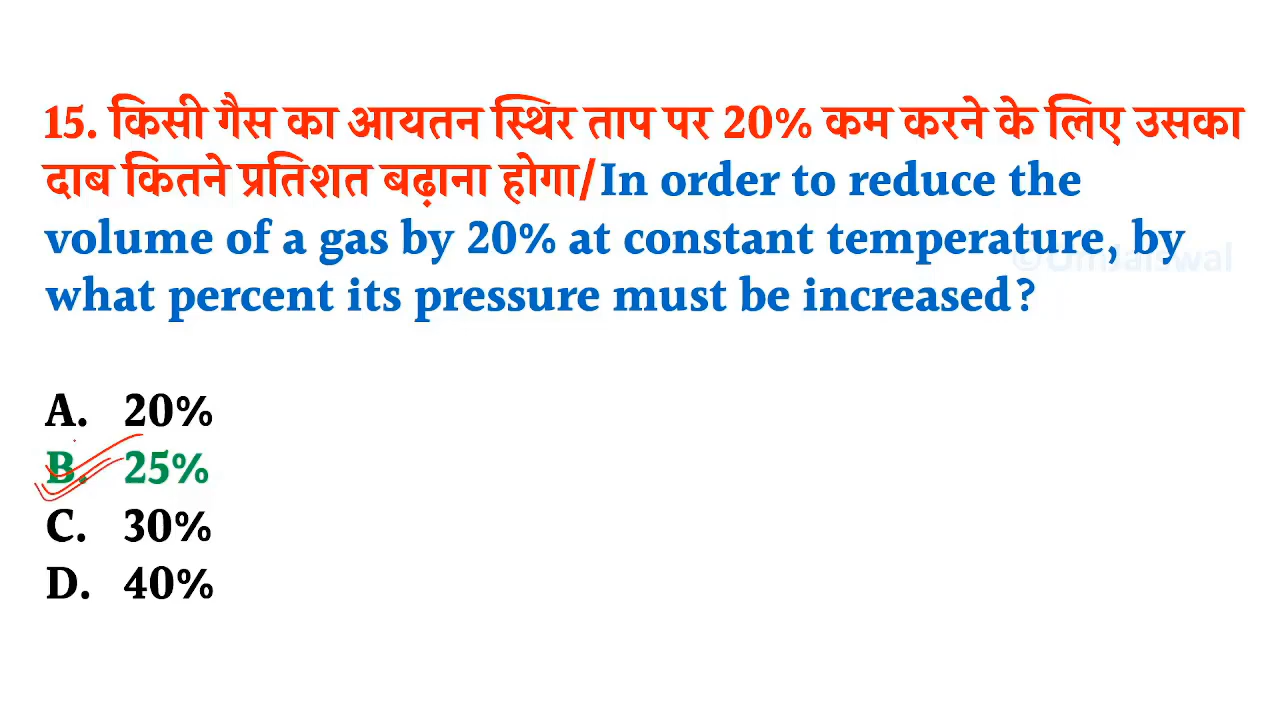 15. किसी गैस का आयतन स्थिर ताप पर 20% कम करने के लिए उसका
दाब कितने प्रतिशत बढ़ाना होगा/In order to reduce the
volume of a gas by 20% at constant temperature, by
what percent its pressure must be increased?
A. 20%
B. 25%
C. 30%
D. 40%